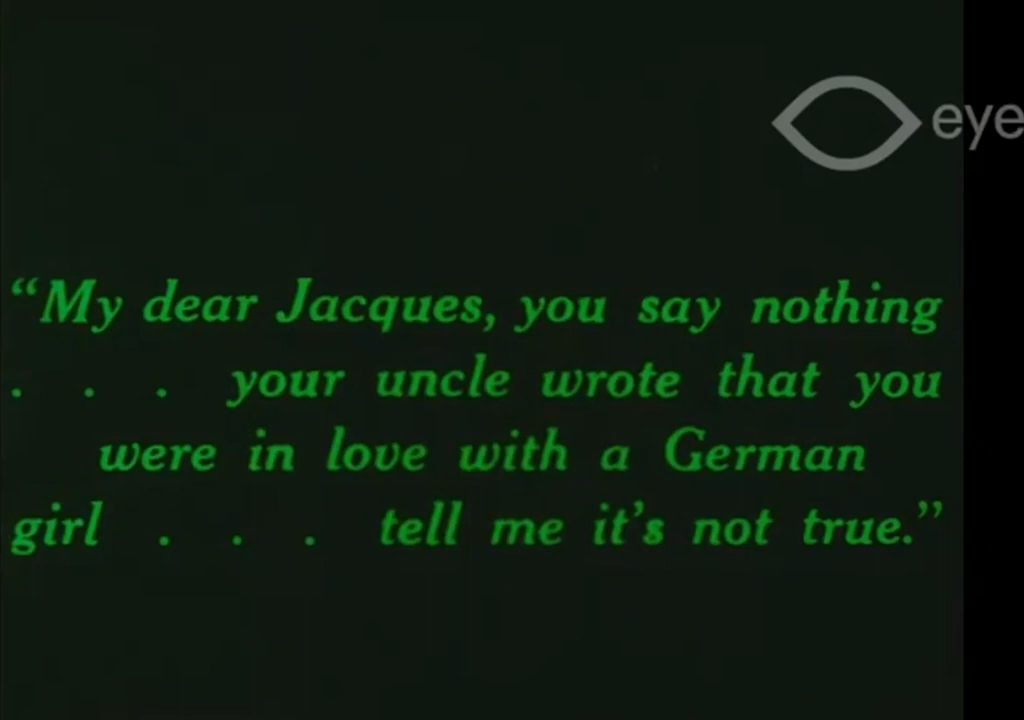 eye
“My dear Jacques, you say nothing
. . . your uncle wrote that you
were in love with a German
girl . . . tell me it’s not true.”